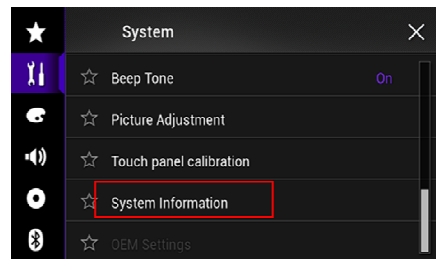 System
Beep Tone
On
Picture Adjustment
Touch panel calibration
System Information
OEM Settings